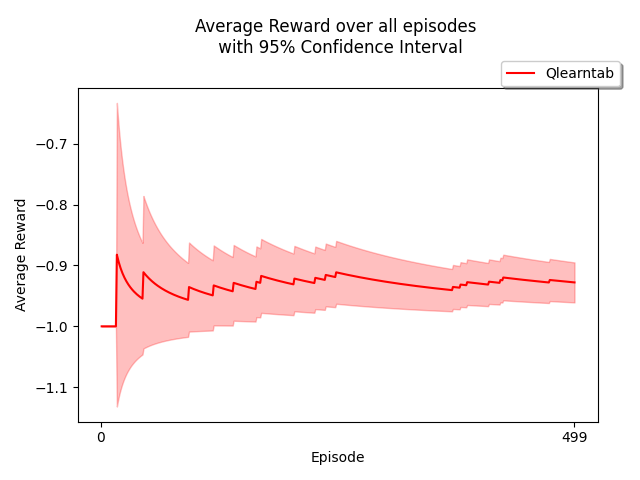 Average Reward over all episodes
with 95% Confidence Interval
Qlearntab
−0.7
−0.8
−0.9
−1.0
−1.1
Average Reward
0
499
Episode